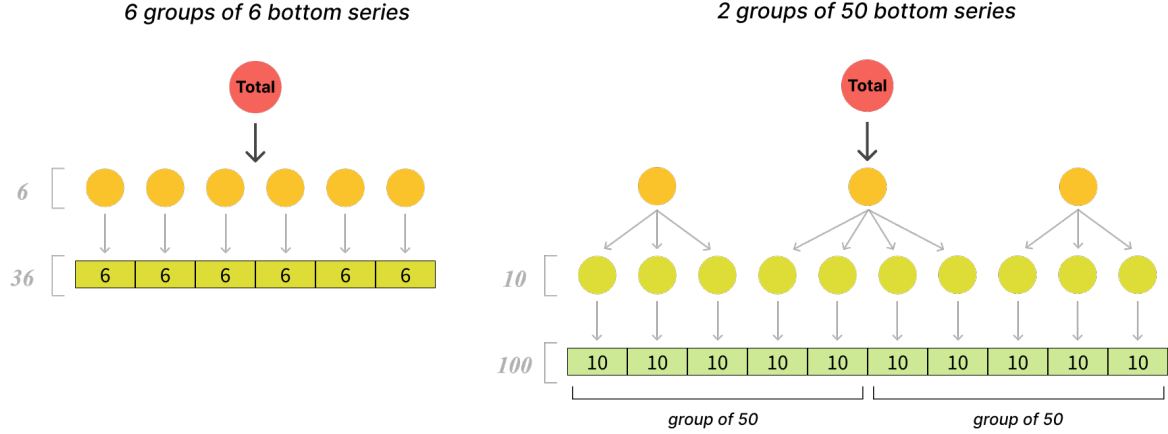 6 groups of 6 bottom series
Total
6
36
6 6 6 6 6 6
2 groups of 50 bottom series
Total
10
100
10 10 10 10 10 10 10 10 10 10
group of 50
group of 50